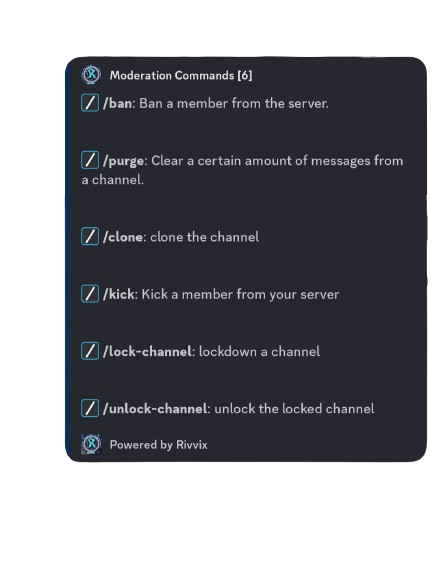 Moderation Commands [6]
/ban: Ban a member from the server.
/purge: Clear a certain amount of messages from
a channel.
/clone: clone the channel
/kick: Kick a member from your server
/lock-channel: lockdown a channel
/unlock-channel: unlock the locked channel
Powered by Rivvix